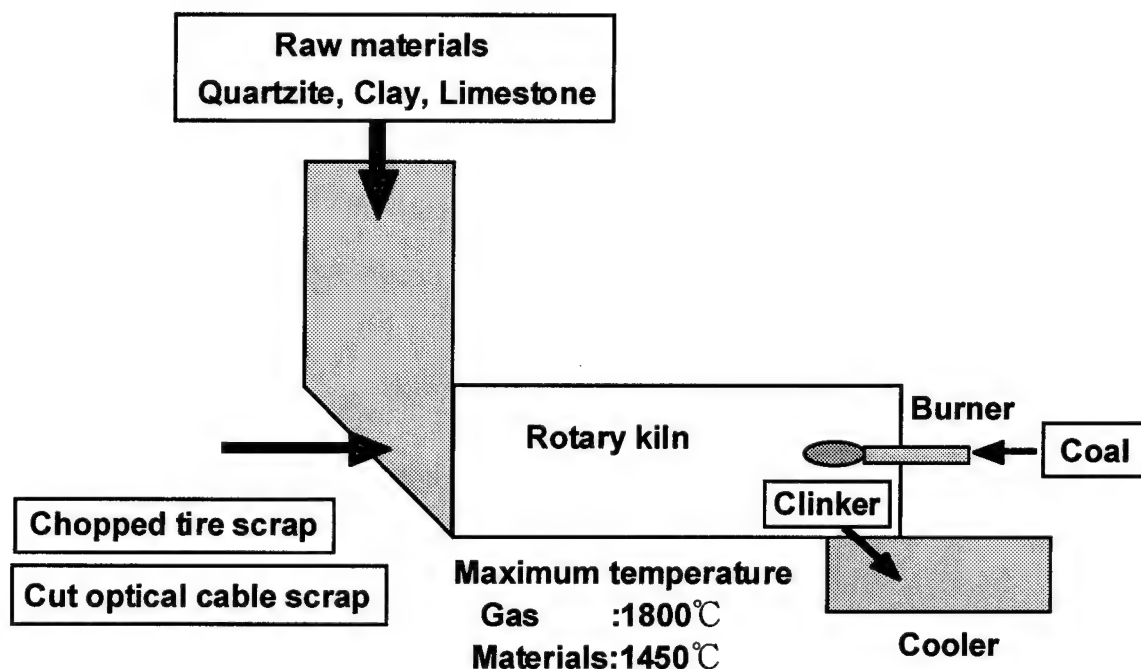 Raw materials
Quartzite, Clay, Limestone
Rotary kiln
Burner
Coal
Clinker
Chopped tire scrap
Cut optical cable scrap
Maximum temperature
Gas :1800℃
Materials:1450℃
Cooler